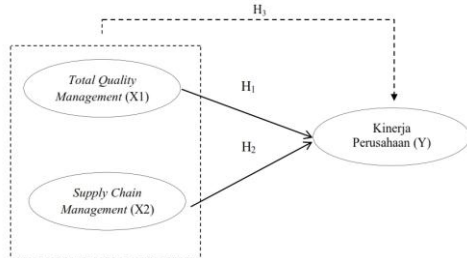 H₃
Total Quality
Management (X1)
H₁
Kinerja
Perusahaan (Y)
H₂
Supply Chain
Management (X2)